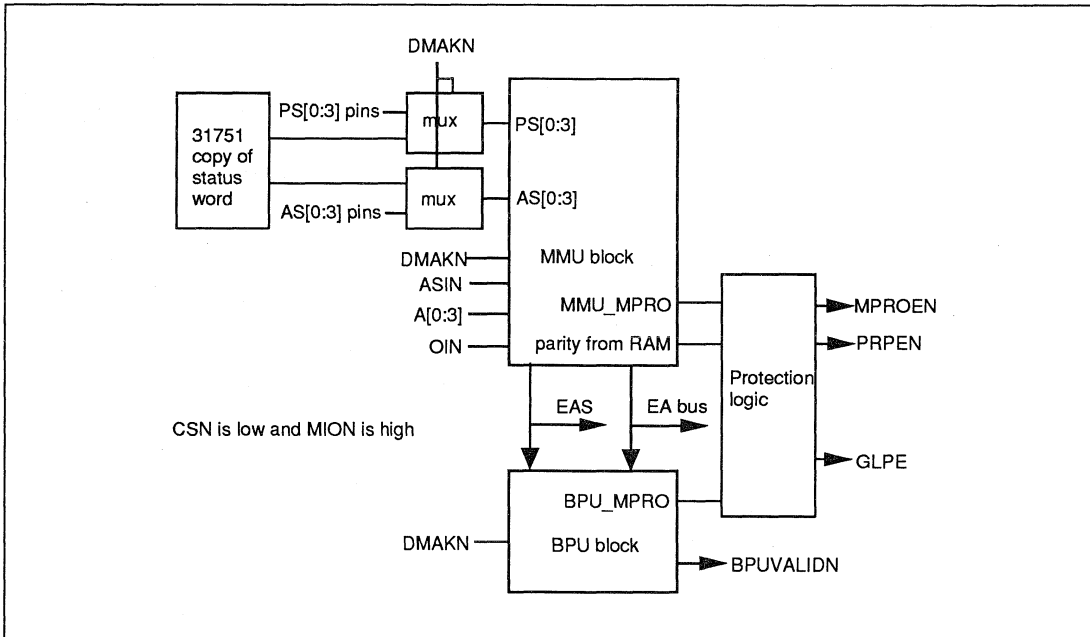 DMAKN
PS[0:3] pins
mux
PS[0:3]
31751
copy of
status
word
mux
AS[0:3]
AS[0:3] pins
DMAKN
MMU block
ASIN
MMU_MPRO
MPROEN
A[0:3]
OIN
parity from RAM
PRPEN
Protection
logic
EAS
EA bus
CSN is low and MION is high
GLPE
BPU_MPRO
DMAKN
BPU block
BPUVALIDN